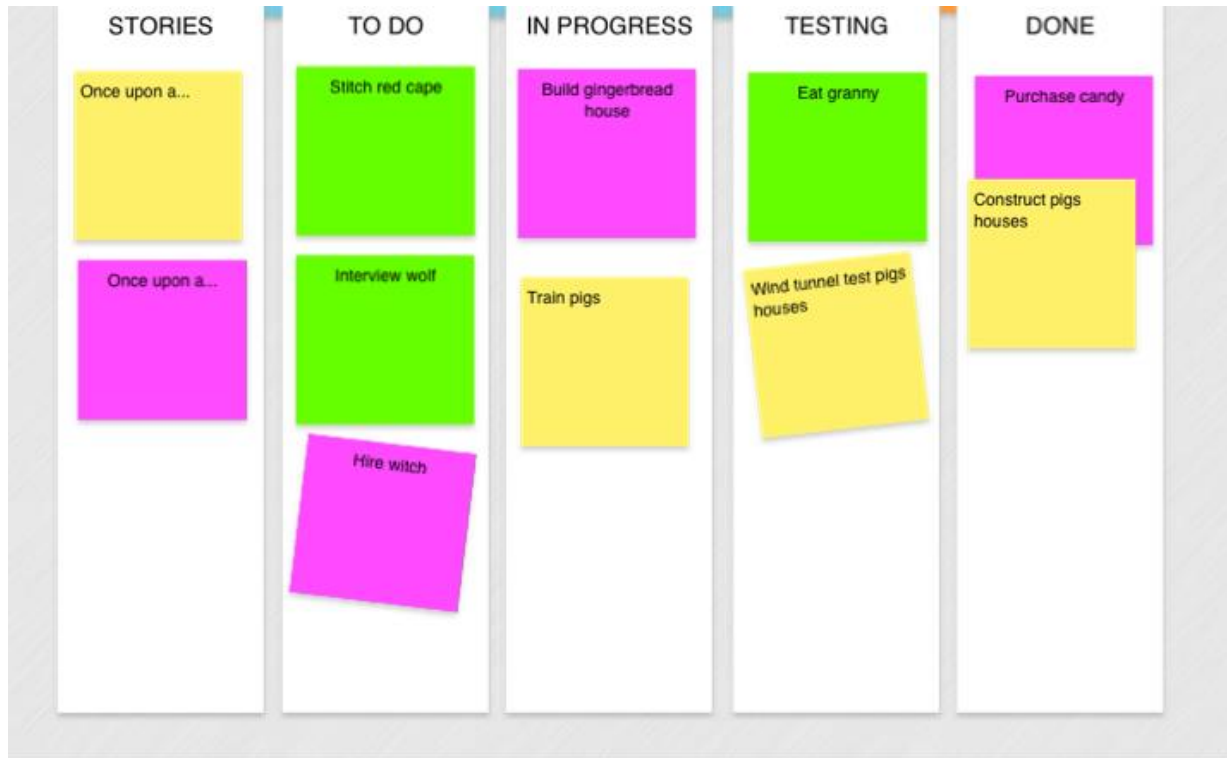 STORIES
Once upon a...
Once upon a...
TO DO
Stitch red cape
Interview wolf
Hire witch
IN PROGRESS
Build gingerbread
house
Train pigs
TESTING
Eat granny
Wind tunnel test pigs
houses
DONE
Purchase candy
Construct pigs
houses